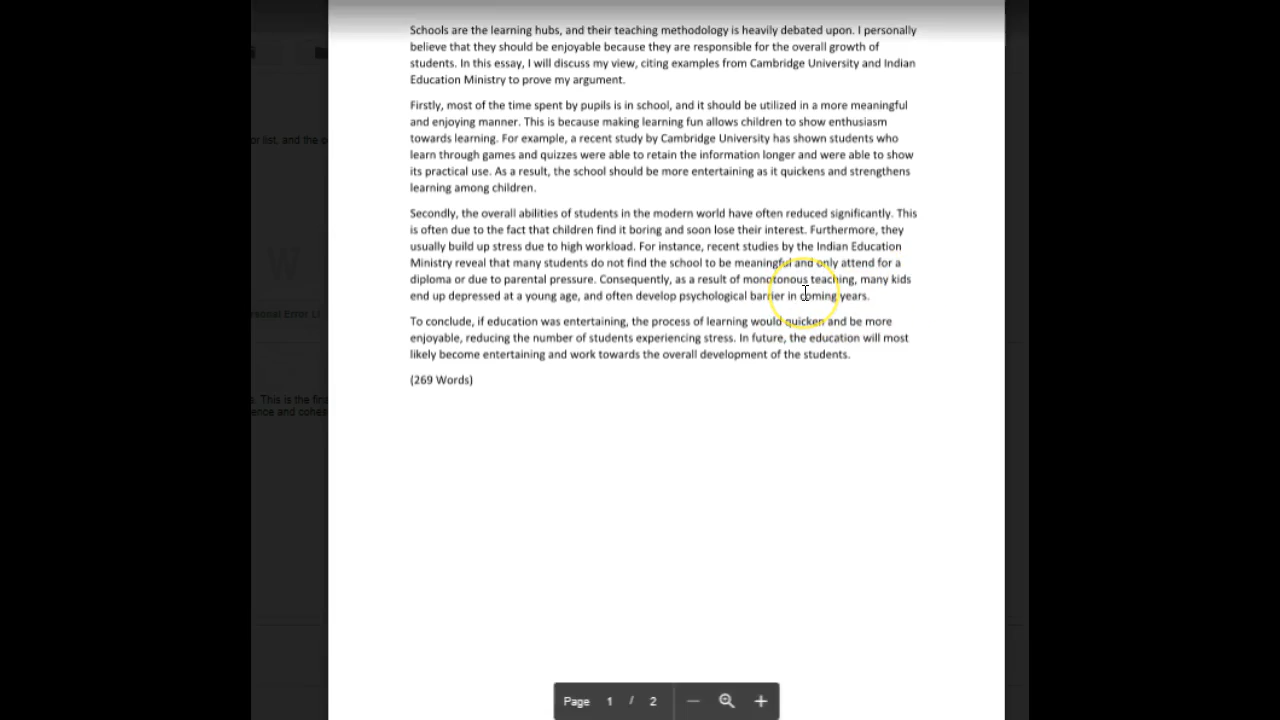 Schools are the learning hubs, and their teaching methodology is heavily debated upon. I personally
believe that they should be enjoyable because they are responsible for the overall growth of
students. In this essay, I will discuss my view, citing examples from Cambridge University and Indian
Education Ministry to prove my argument.
Firstly, most of the time spent by pupils is in school, and it should be utilized in a more meaningful
and enjoying manner. This is because making learning fun allows children to show enthusiasm
or list, and the
towards learning. For example, a recent study by Cambridge University has shown students who
learn through games and quizzes were able to retain the information longer and were able to show
its practical use. As a result, the school should be more entertaining as it quickens and strengthens
learning among children.
Secondly, the overall abilities of students in the modern world have often reduced significantly. This
is often due to the fact that children find it boring and soon lose their interest. Furthermore, they
usually build up stress due to high workload. For instance, recent studies by the Indian Education
W
Ministry reveal that many students do not find the school to be meaningful and only attend for a
diploma or due to parental pressure. Consequently, as a result of monotonous teaching, many kids
end up depressed at a young age, and often develop psychological barrier in coming years.
rsonal Error Li
To conclude, if education was entertaining, the process of learning would quicken and be more
enjoyable, reducing the number of students experiencing stress. In future, the education will most
likely become entertaining and work towards the overall development of the students.
(269 Words)
s. This is the fin
ence and cohe
Page 1 / 2